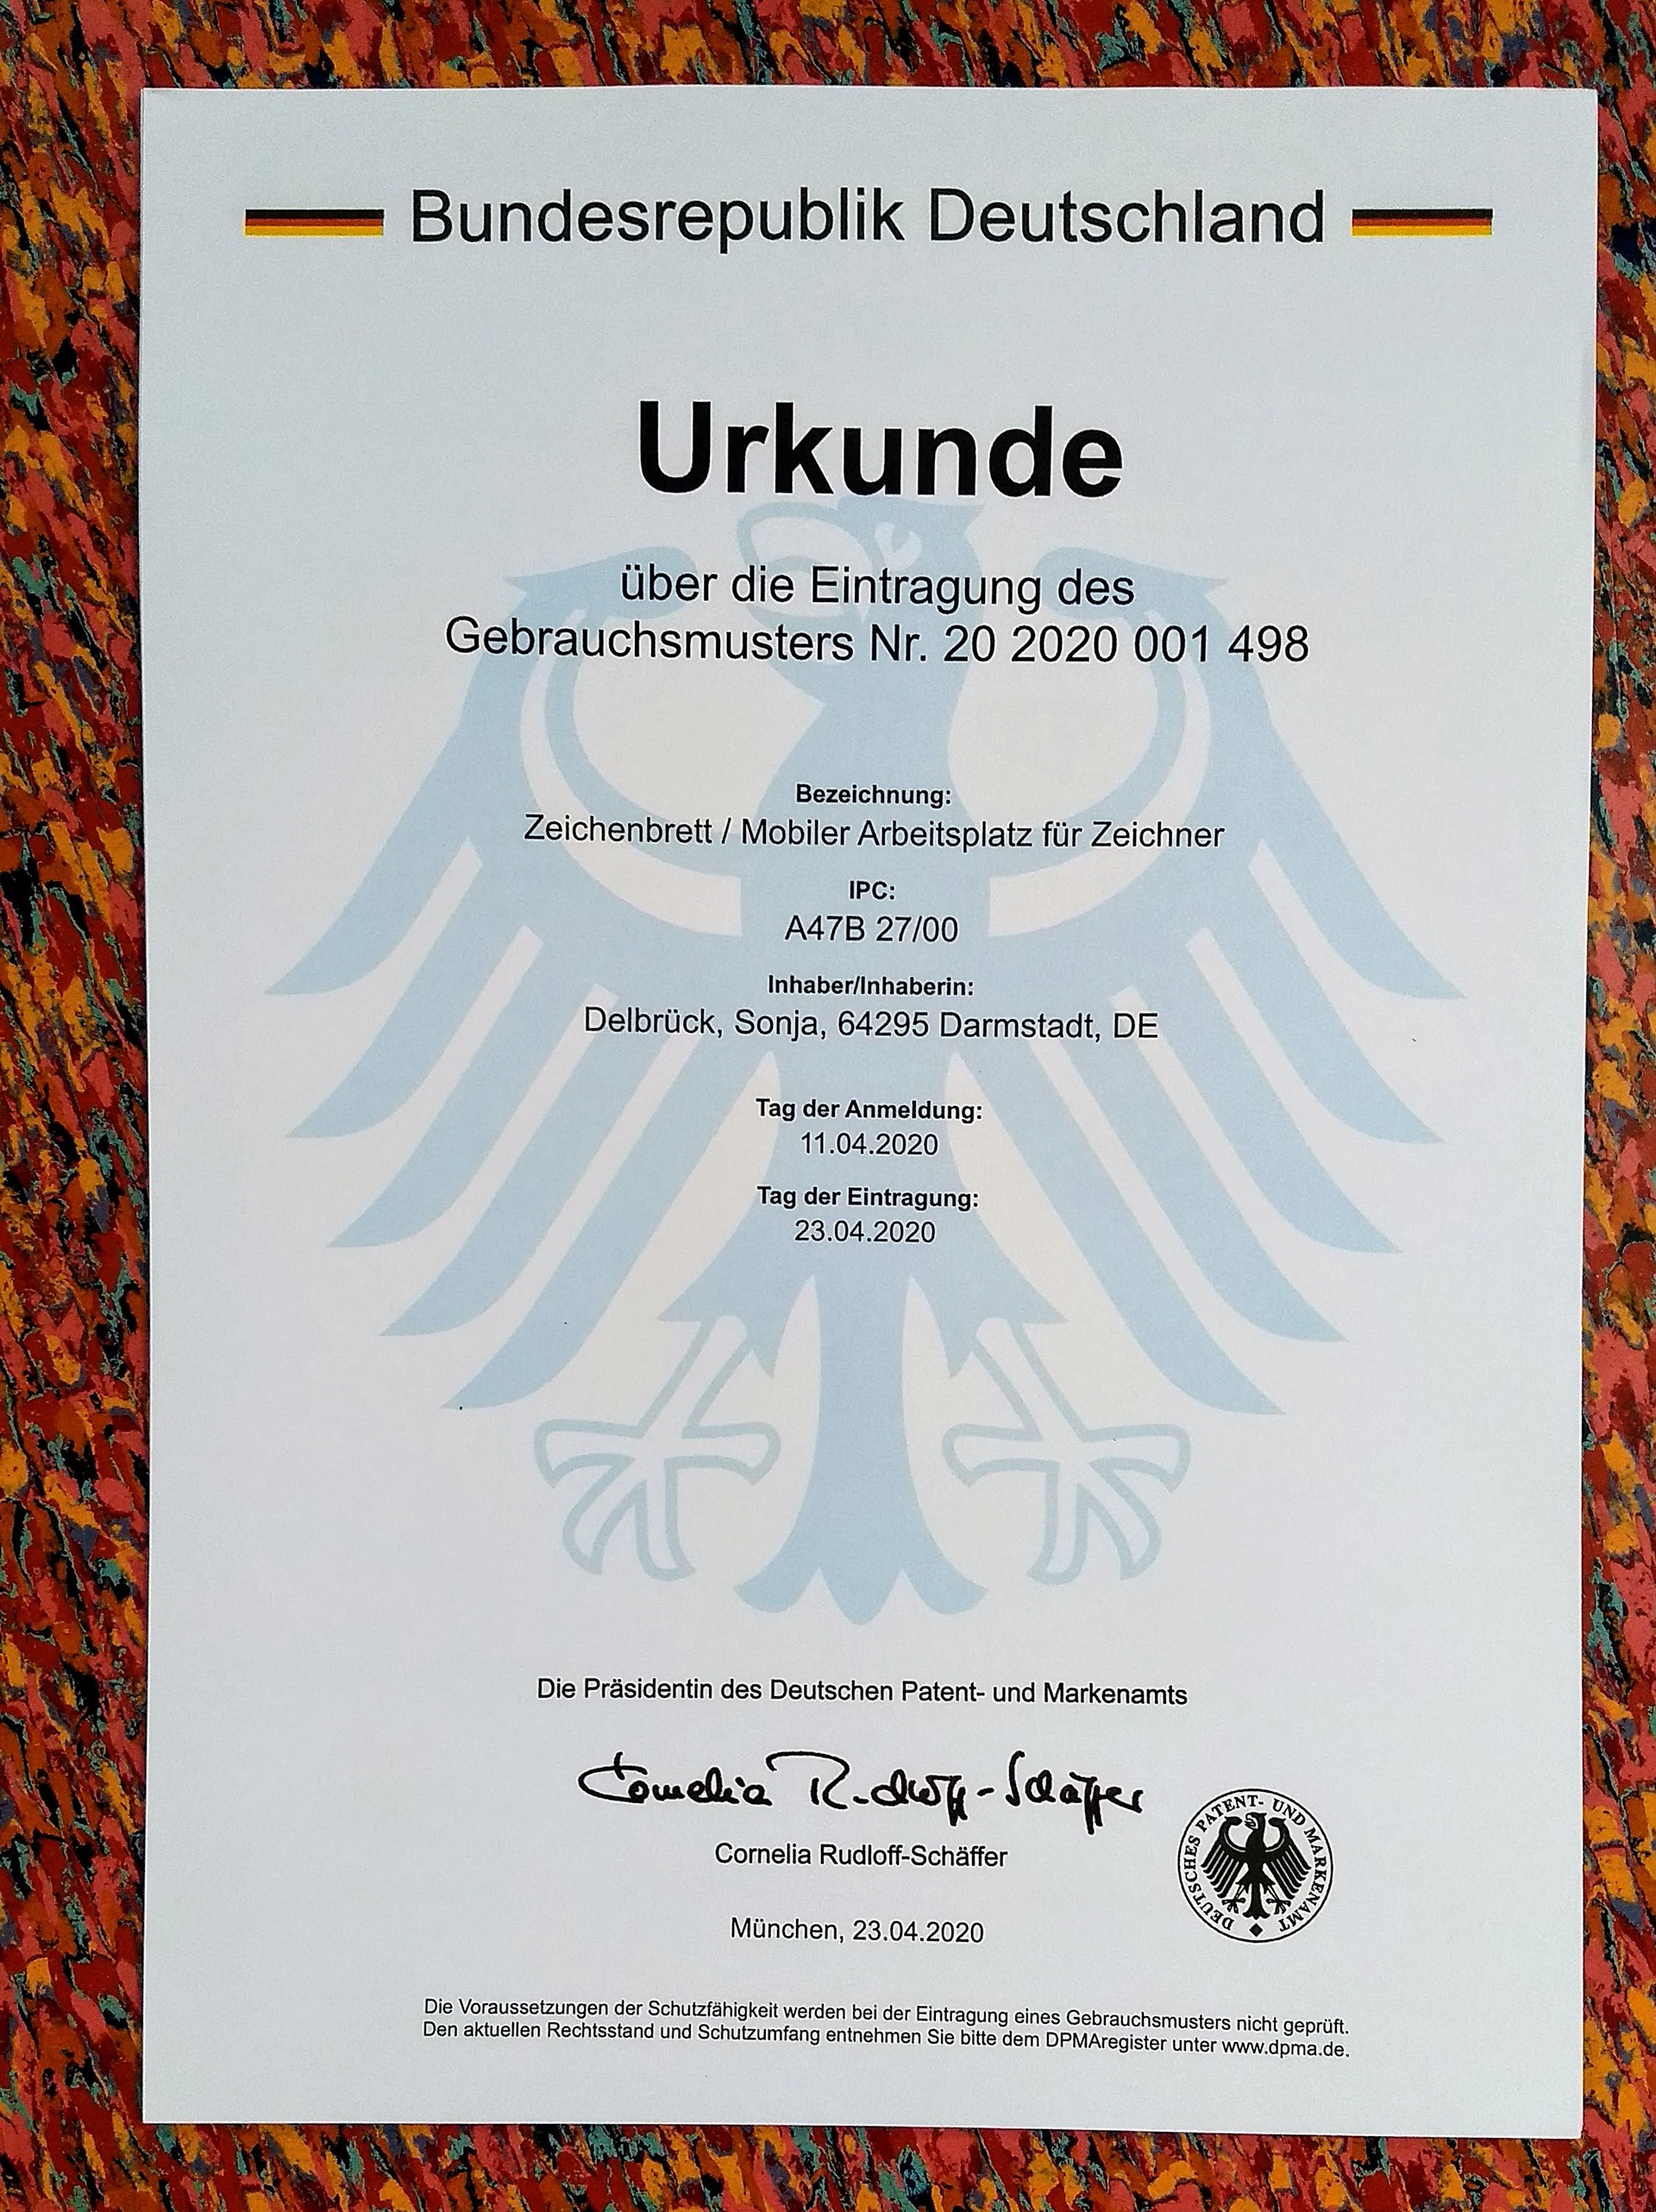 Bundesrepublik Deutschland
Urkunde
über die Eintragung des
Gebrauchsmusters Nr. 20 2020 001 498
Bezeichnung:
Zeichenbrett / Mobiler Arbeitsplatz für Zeichner
IPC:
A47B 27/00
Inhaber/Inhaberin:
Delbrück, Sonja, 64295 Darmstadt, DE
Tag der Anmeldung:
11.04.2020
Tag der Eintragung:
23.04.2020
Die Präsidentin des Deutschen Patent- und Markenamts
Cornelia Rudloff-Schäffer
Cornelia Rudloff-Schäffer
DEUTSCHES PATENT- UND MARKENAMT
München, 23.04.2020
Die Voraussetzungen der Schutzfähigkeit werden bei der Eintragung eines Gebrauchsmusters nicht geprüft.
Den aktuellen Rechtsstand und Schutzumfang entnehmen Sie bitte dem DPMAregister unter www.dpma.de.